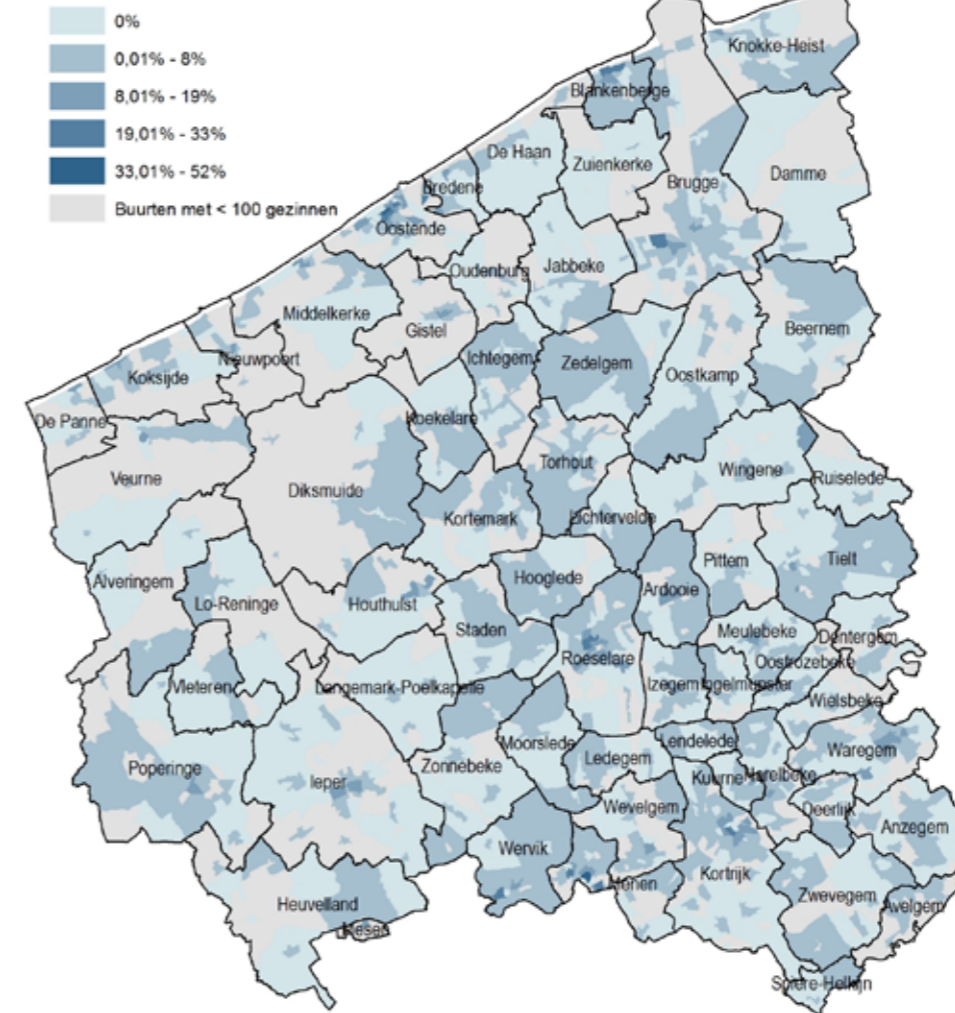 0%
0,01% - 8%
8,01% - 19%
19,01% - 33%
33,01% - 52%
Buurten met < 100 gezinnen
Knokke-Heist
Blankenberge
De Haan
Zuienkerke
Brugge
Damme
Bredene
Oostende
Oudenburg
Jabbeke
Middelkerke
Gistel
Beernem
Nieuwpoort
Ichtegem
Zedelgem
Oostkamp
Koksijde
De Panne
Koekelare
Veurne
Diksmuide
Torhout
Wingene
Ruiselede
Kortemark
Lichtervelde
Alveringem
Lo-Reninge
Houthulst
Hooglede
Ardooie
Pittem
Tielt
Staden
Meulebeke
Dentergem
Roeselare
Oostrozebeke
Vleteren
Langemark-Poelkapelle
Izegem
Ingelmunster
Wielsbeke
Poperinge
Ieper
Zonnebeke
Moorslede
Ledegem
Lendelede
Waregem
Kuurne
Harelbeke
Wevelgem
Deerlijk
Anzegem
Wervik
Menen
Kortrijk
Zwevegem
Avelgem
Heuvelland
Mesen
Spiere-Helkijn